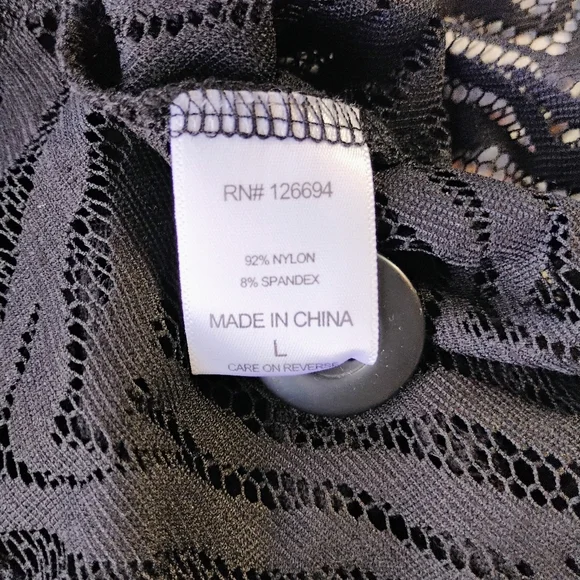 RN# 126694
92% NYLON
8% SPANDEX
MADE IN CHINA
L
CARE ON REVERSE